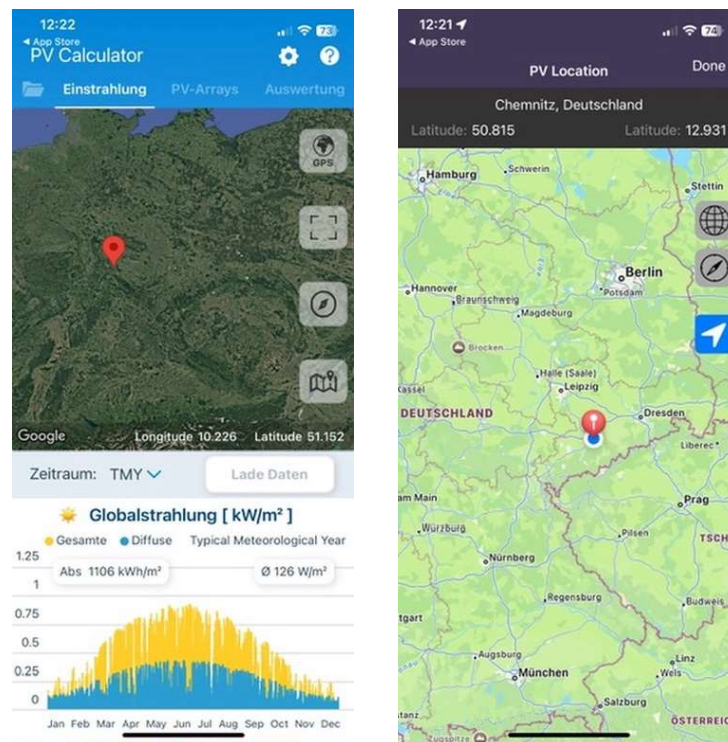 12:22
73
◀ App Store
PV Calculator
Einstrahlung PV-Arrays Auswertung
GPS
Google
Longitude 10.226 Latitude 51.152
Zeitraum: TMY
Lade Daten
Globalstrahlung [ kW/m² ]
Gesamte Diffuse Typical Meteorological Year
1.25
Abs 1106 kWh/m² Ø 126 W/m²
1
0.75
0.5
0.25
0
Jan Feb Mar Apr May Jun Jul Aug Sep Oct Nov Dec
12:21
74
◀ App Store
PV Location
Done
Chemnitz, Deutschland
Latitude: 50.815 Latitude: 12.931
Hamburg
Schwerin
Stettin
Berlin
Potsdam
Hannover
Braunschweig
Magdeburg
Brocken
Halle (Saale)
Leipzig
Kassel
DEUTSCHLAND
Dresden
Liberec
am Main
Prag
Würzburg
Pilsen
TSCH
Nürnberg
Regensburg
Budweis
tgart
Augsburg
München
Linz
Wels
Salzburg
ÖSTERREIC
Zugspitze